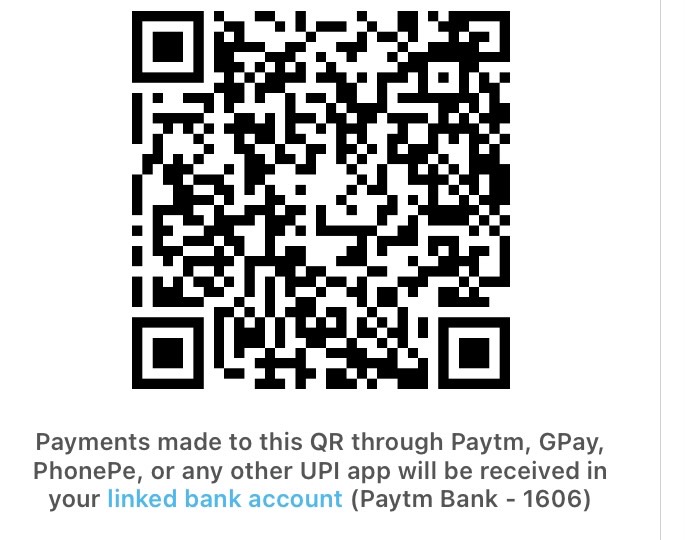 Payments made to this QR through Paytm, GPay,
PhonePe, or any other UPI app will be received in
your linked bank account (Paytm Bank - 1606)